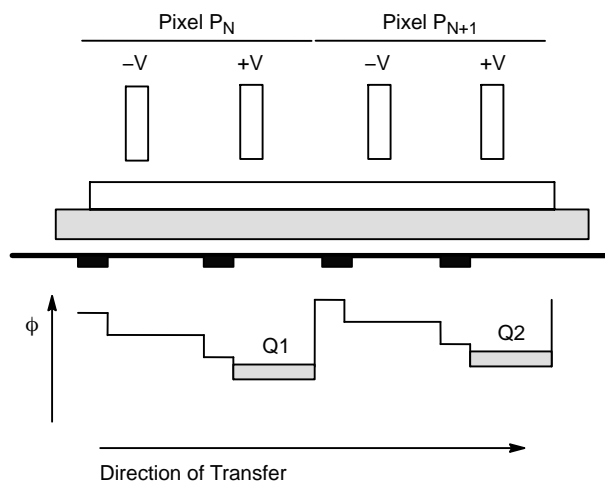 Pixel P_N Pixel P_N+1
–V +V –V +V
ϕ
Q1 Q2
Direction of Transfer